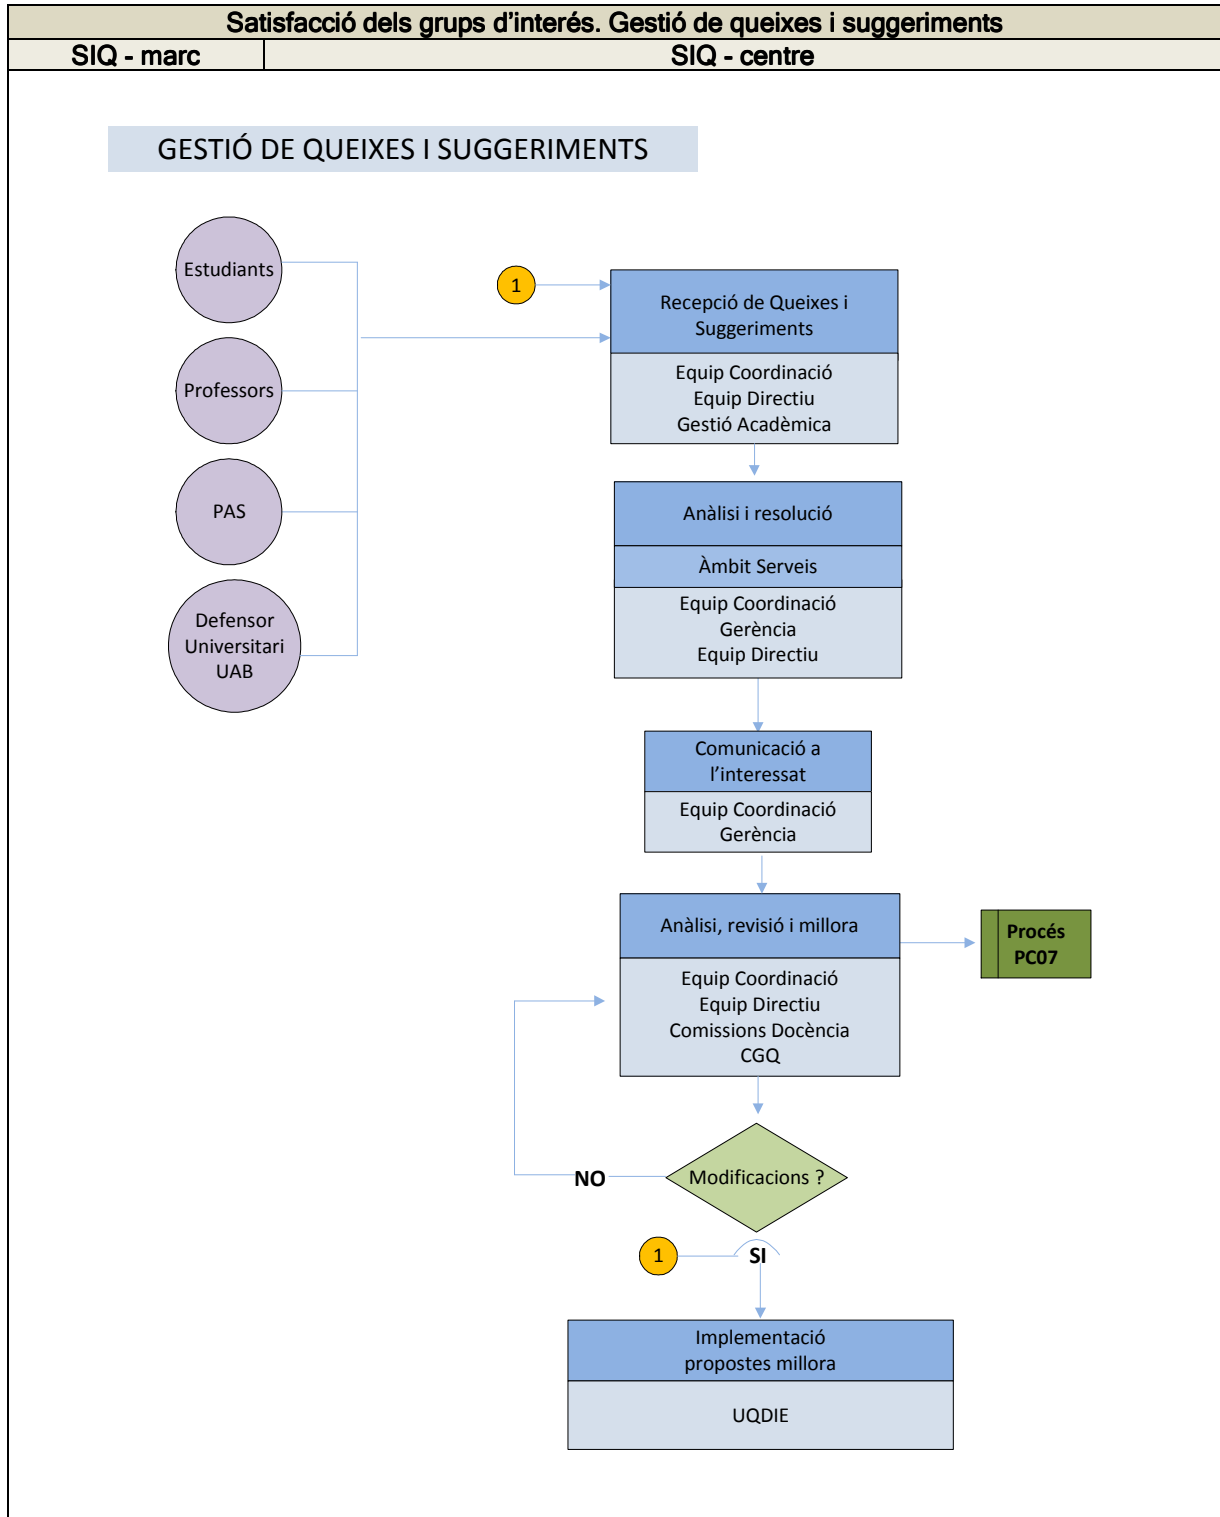 Satisfacció dels grups d’interés. Gestió de queixes i suggeriments
SIQ - marc
SIQ - centre
GESTIÓ DE QUEIXES I SUGGERIMENTS
Estudiants
Professors
PAS
Defensor
Universitari
UAB
1
Recepció de Queixes i
Suggeriments
Equip Coordinació
Equip Directiu
Gestió Acadèmica
Anàlisi i resolució
Àmbit Serveis
Equip Coordinació
Gerència
Equip Directiu
Comunicació a
l’interessat
Equip Coordinació
Gerència
Anàlisi, revisió i millora
Equip Coordinació
Equip Directiu
Comissions Docència
CGQ
Procés
PC07
Modificacions ?
NO
1
SI
Implementació
propostes millora
UQDIE